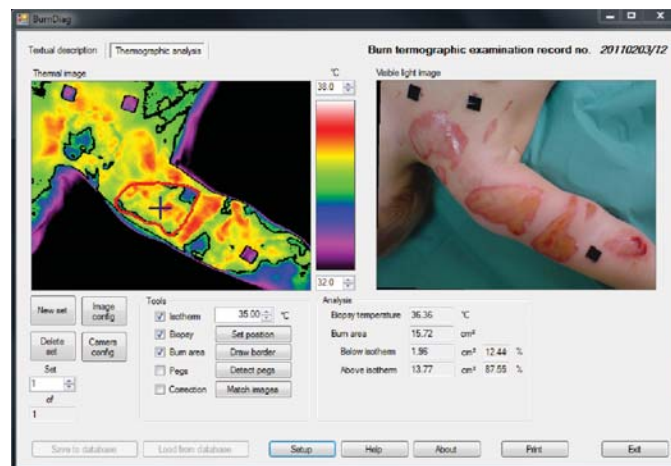 BurnDiag
Textual description Thermographic analysis Burn termographic examination record no. 20110203/12
Thermal image °C Visible light image
38.0
32.0
New set Image config
Delete set Camera config
Set
1
of
1
Tools
Isotherm 35.00 °C
Biopsy Set position
Burn area Draw border
Pegs Detect pegs
Correction Match images
Analysis
Biopsy temperature 36.36 °C
Burn area 15.72 cm²
Below isotherm 1.96 cm² 12.44 %
Above isotherm 13.77 cm² 87.55 %
Save to database Load from database Setup Help About Print Exit